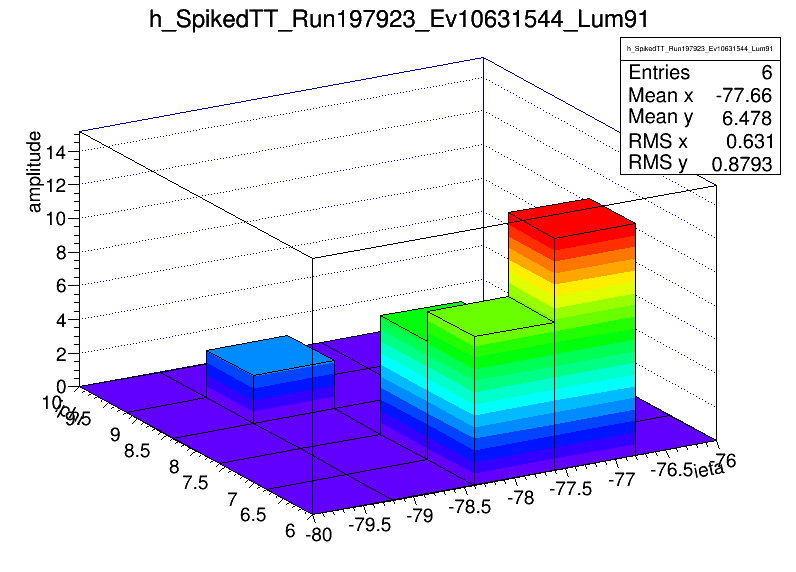 h_SpikedTT_Run197923_Ev10631544_Lum91
h_SpikedTT_Run197923_Ev10631544_Lum91
Entries 6
Mean x -77.66
Mean y 6.478
RMS x 0.631
RMS y 0.8793
amplitude
14
12
10
8
6
4
2
0
10
9.5
9
8.5
8
7.5
7
6.5
6
-80
-79.5
-79
-78.5
-78
-77.5
-77
-76.5
-76
ieta